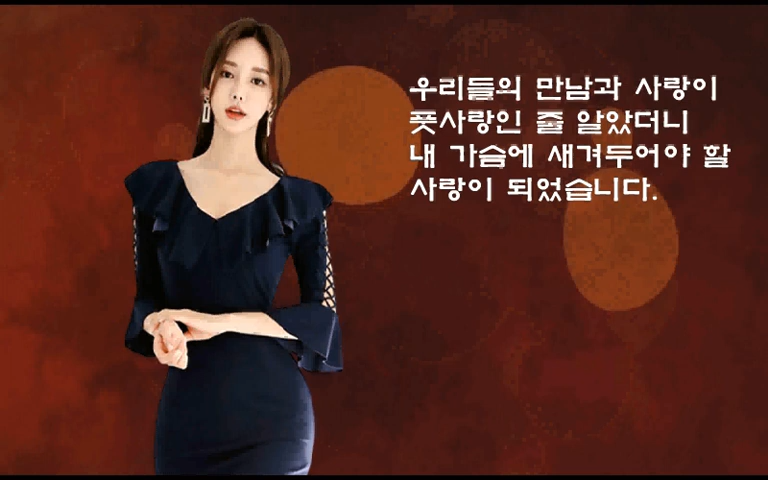 우리들의 만남과 사랑이
풋사랑인 줄 알았더니
내 가슴에 새겨두어야 할
사랑이 되었습니다.